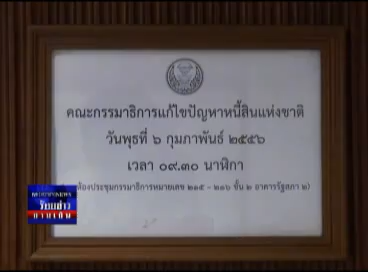 คณะกรรมาธิการแก้ไขปัญหาหนี้สินแห่งชาติ
วันพุธที่ ๖ กุมภาพันธ์ ๒๕๕๖
เวลา ๐๙.๓๐ นาฬิกา
ห้องประชุมกรรมาธิการหมายเลข ๒๑๕ - ๒๑๖ ชั้น ๒ อาคารรัฐสภา ๒)